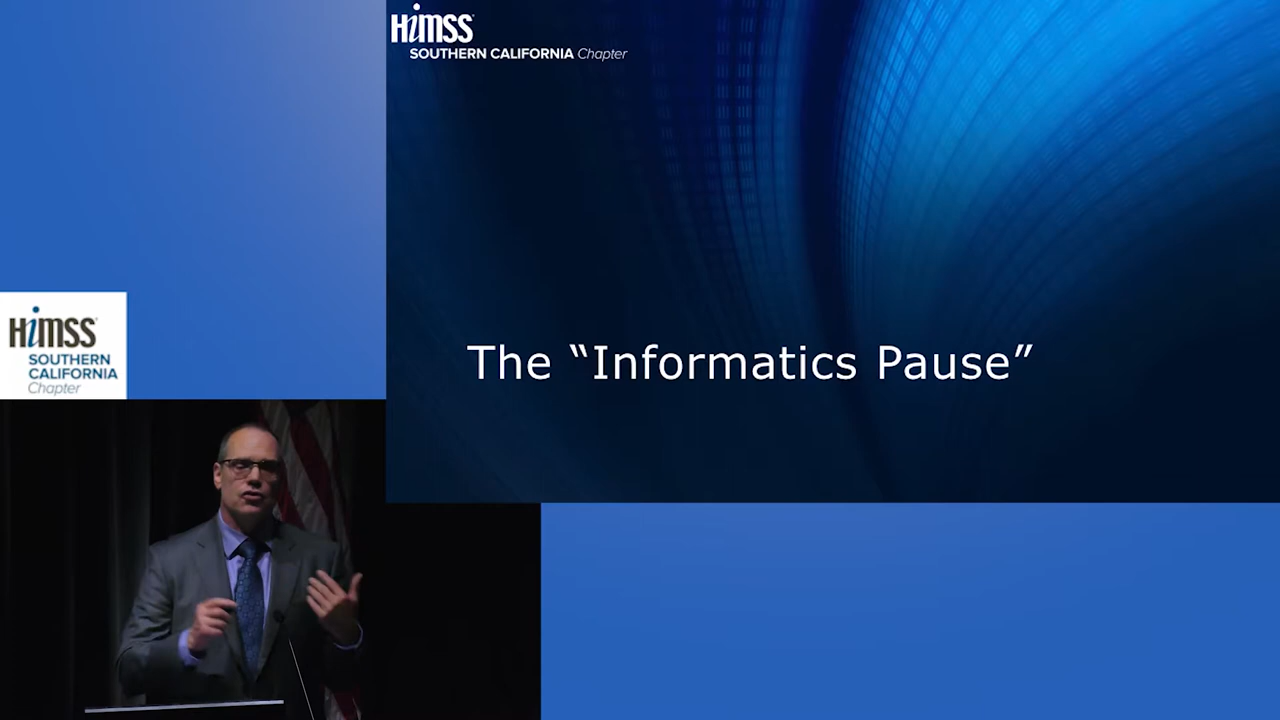 HiMSS
SOUTHERN CALIFORNIA Chapter
The “Informatics Pause”
HiMSS
SOUTHERN
CALIFORNIA
Chapter